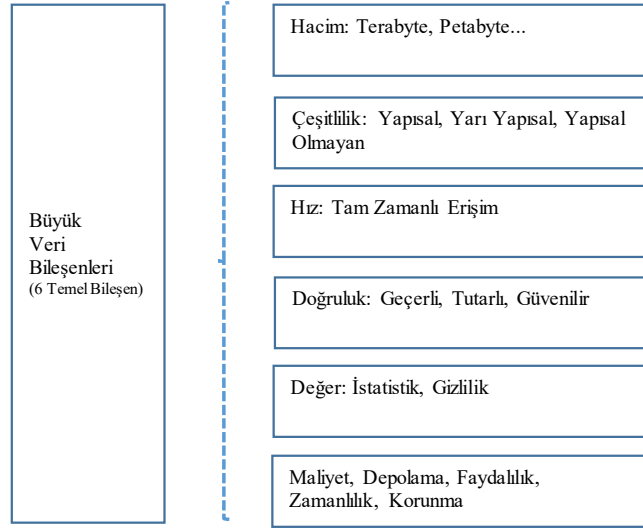 Büyük
Veri
Bileşenleri
(6 Temel Bileşen)
Hacim: Terabyte, Petabyte...
Çeşitlilik: Yapısal, Yarı Yapısal, Yapısal
Olmayan
Hız: Tam Zamanlı Erişim
Doğruluk: Geçerli, Tutarlı, Güvenilir
Değer: İstatistik, Gizlilik
Maliyet, Depolama, Faydalılık,
Zamanlılık, Korunma